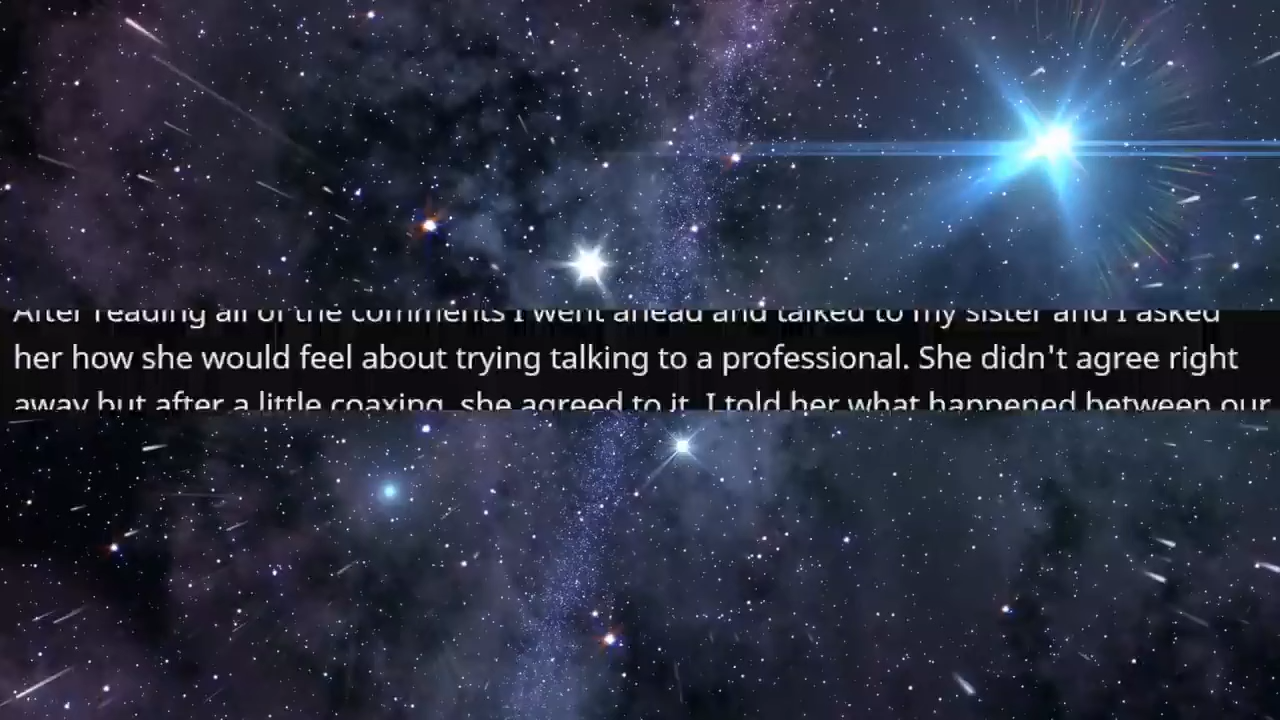 After reading all of the comments I went ahead and talked to my sister and I asked
her how she would feel about trying talking to a professional. She didn't agree right
away but after a little coaxing, she agreed to it. I told her what happened between our